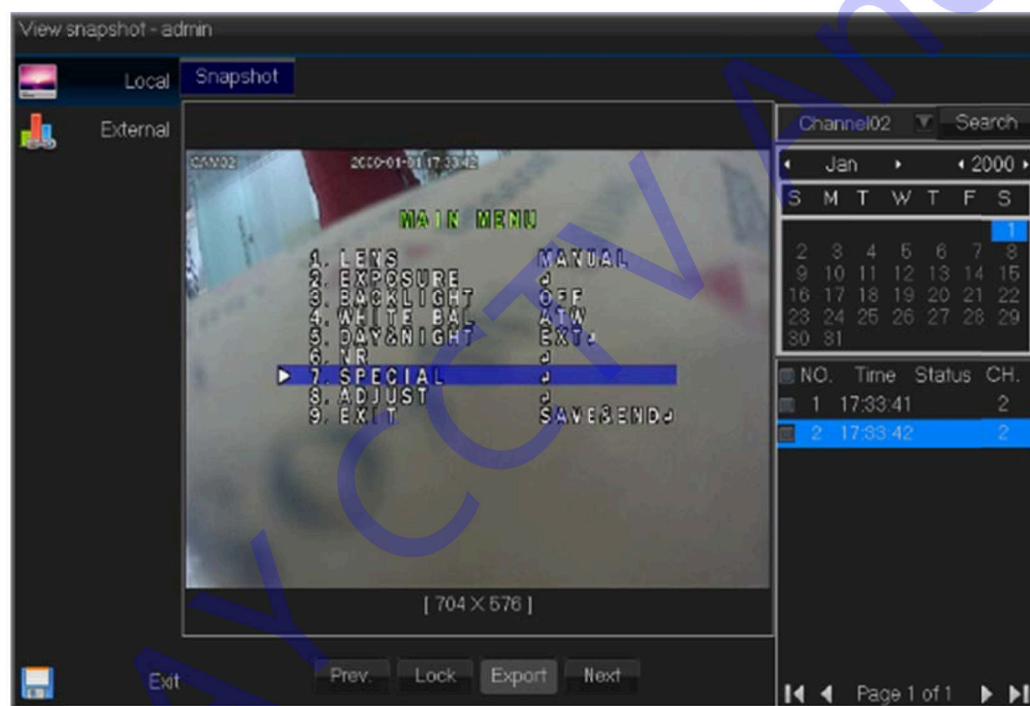 View snapshot - admin
Local
External
Exit
Snapshot
CAM02 2000-01-01 17:33:42
MAIN MENU
1. LENS MANUAL
2. EXPOSURE ↲
3. BACKLIGHT OFF
4. WHITE BAL ATW
5. DAY&NIGHT EXT↲
6. NR ↲
7. SPECIAL ↲
8. ADJUST ↲
9. EXIT SAVE&END↲
[ 704 × 576 ]
Prev. Lock Export Next
Channel02 Search
Jan 2000
S M T W T F S
1
2 3 4 5 6 7 8
9 10 11 12 13 14 15
16 17 18 19 20 21 22
23 24 25 26 27 28 29
30 31
NO. Time Status CH.
1 17:33:41 2
2 17:33:42 2
Page 1 of 1
AY CCTV And